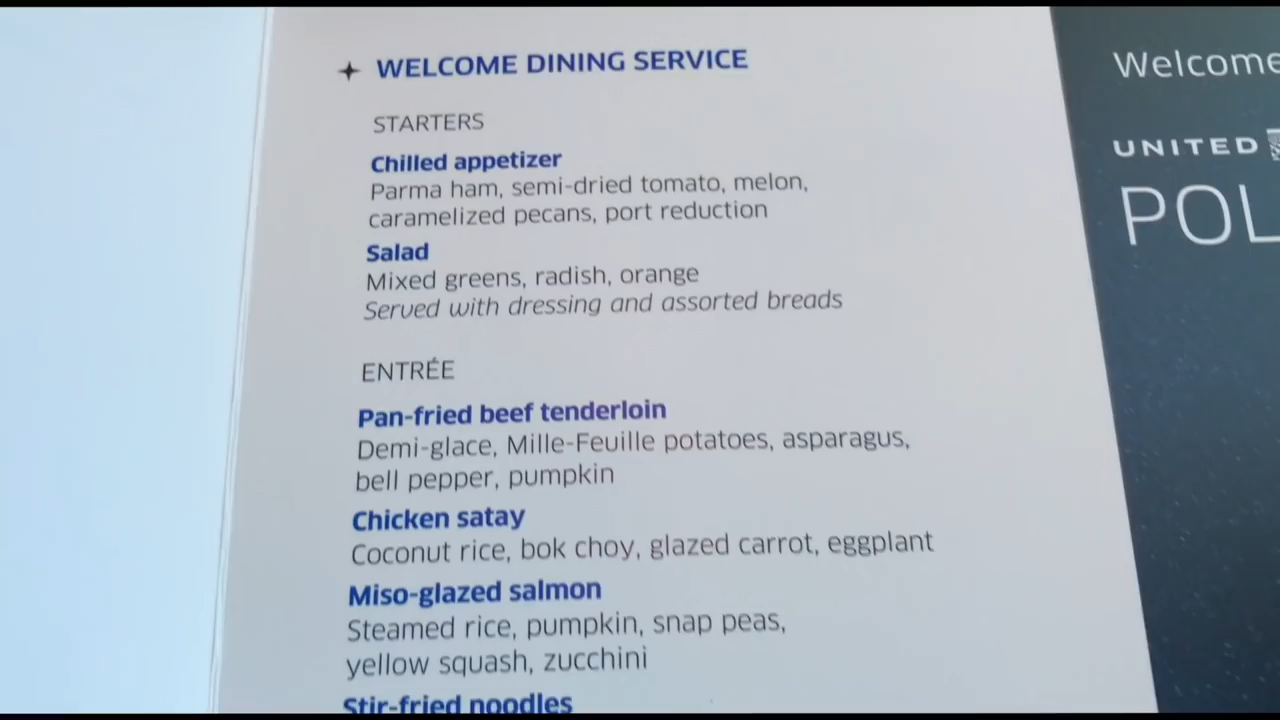 WELCOME DINING SERVICE
STARTERS
Chilled appetizer
Parma ham, semi-dried tomato, melon,
caramelized pecans, port reduction
Salad
Mixed greens, radish, orange
Served with dressing and assorted breads
ENTRÉE
Pan-fried beef tenderloin
Demi-glace, Mille-Feuille potatoes, asparagus,
bell pepper, pumpkin
Chicken satay
Coconut rice, bok choy, glazed carrot, eggplant
Miso-glazed salmon
Steamed rice, pumpkin, snap peas,
yellow squash, zucchini
Stir-fried noodles
Welcome
UNITED
POL